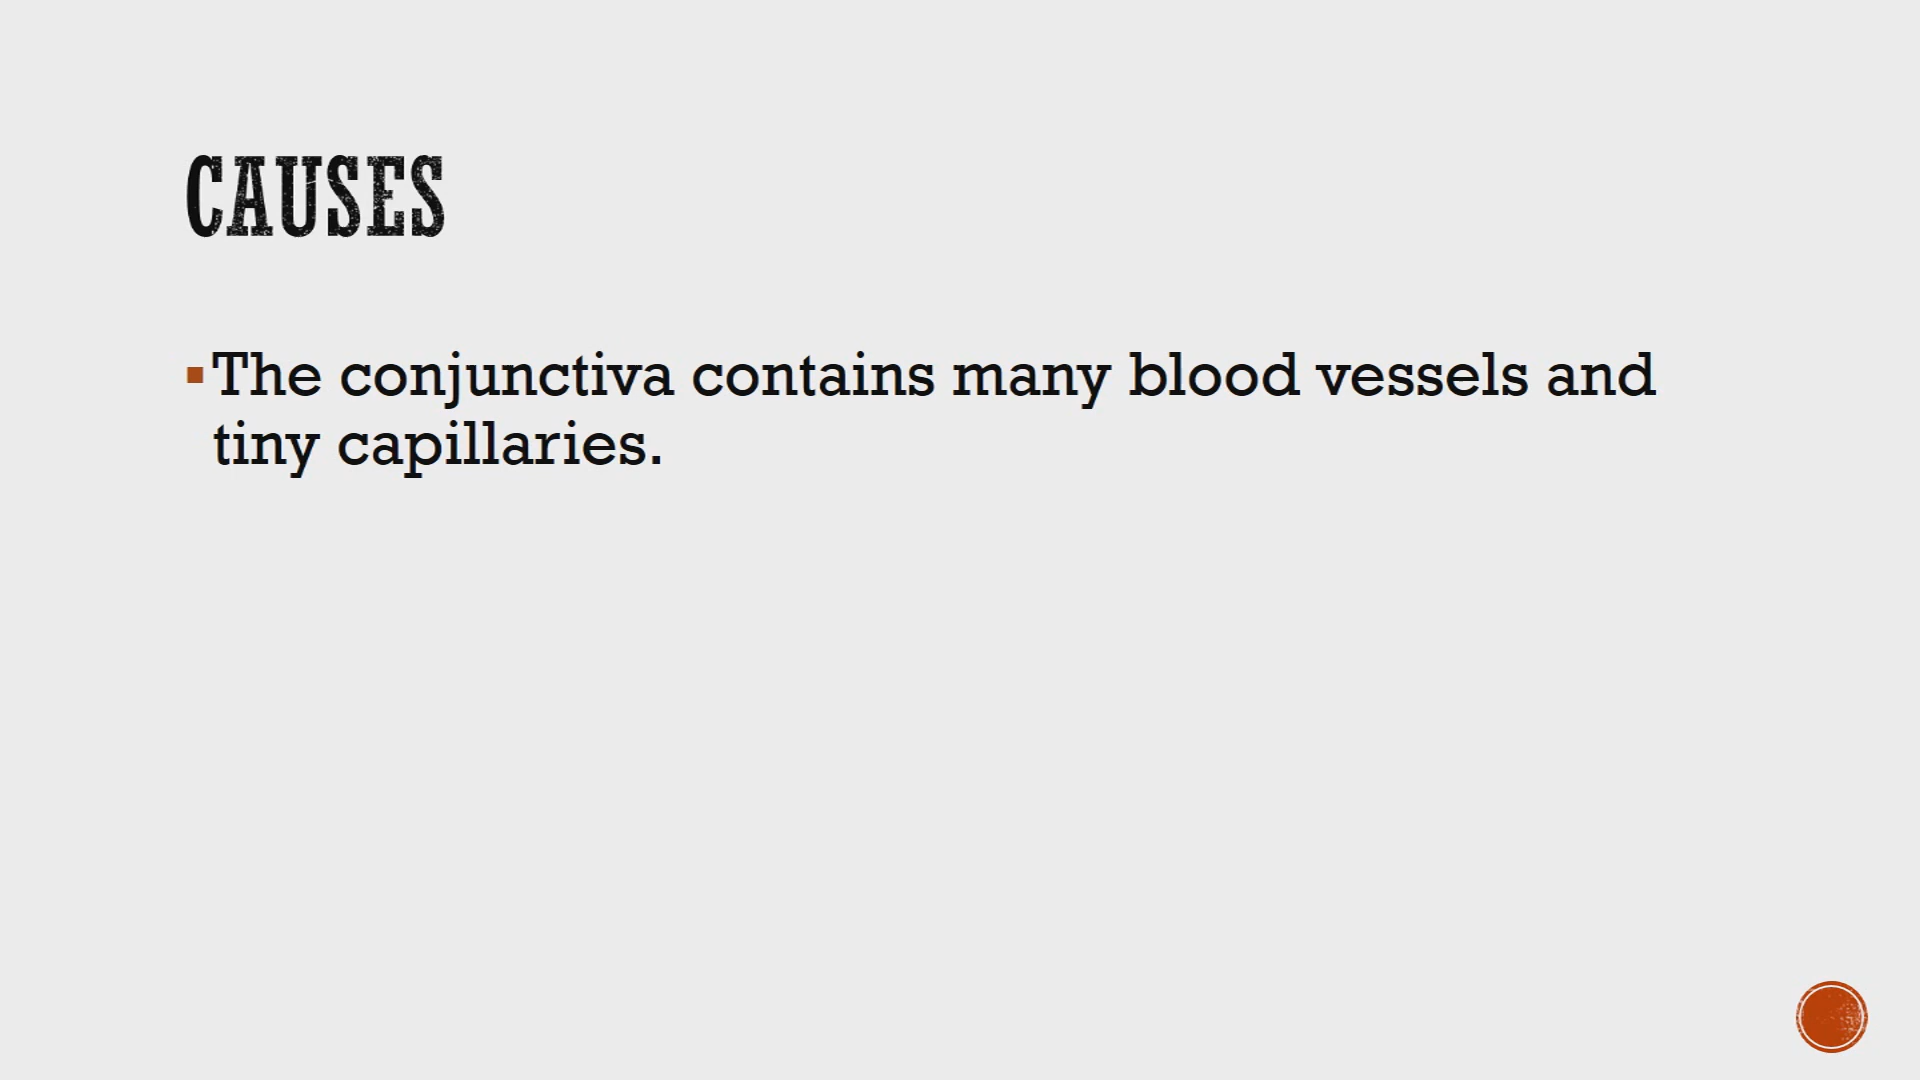 CAUSES
▪The conjunctiva contains many blood vessels and
tiny capillaries.